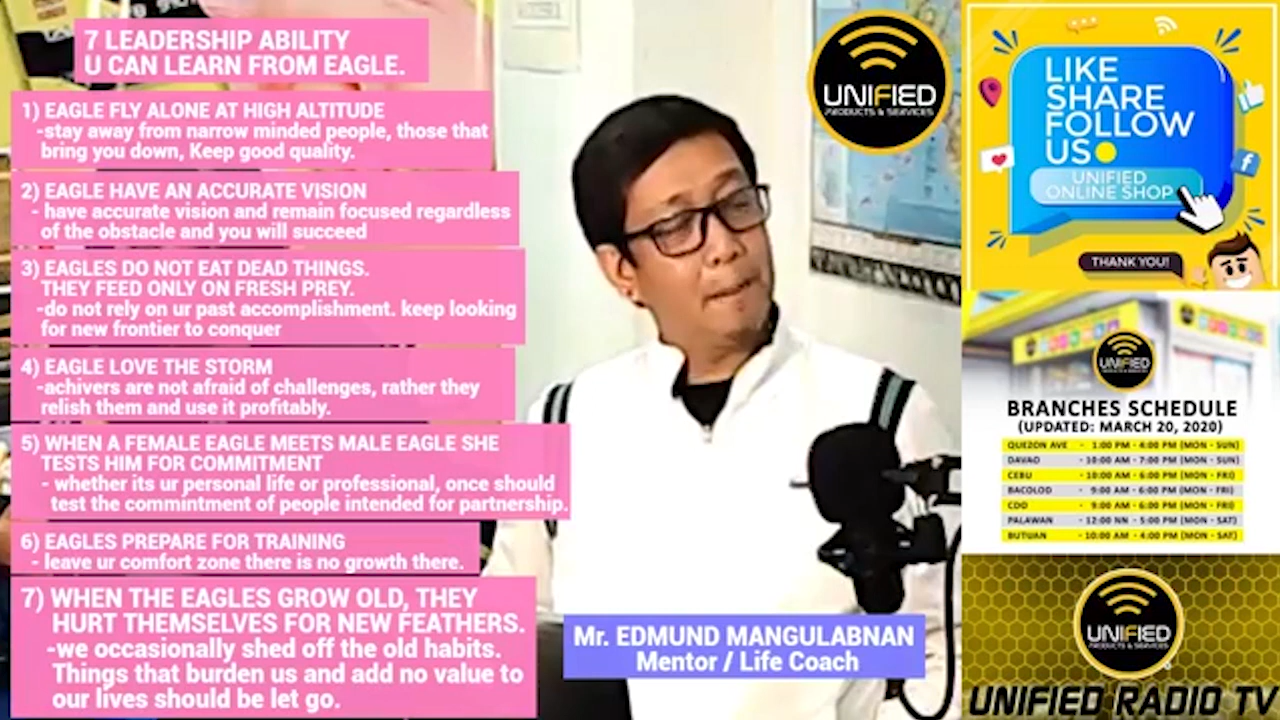 7 LEADERSHIP ABILITY
U CAN LEARN FROM EAGLE.
1) EAGLE FLY ALONE AT HIGH ALTITUDE
-stay away from narrow minded people, those that
bring you down, Keep good quality.
2) EAGLE HAVE AN ACCURATE VISION
- have accurate vision and remain focused regardless
of the obstacle and you will succeed
3) EAGLES DO NOT EAT DEAD THINGS.
THEY FEED ONLY ON FRESH PREY.
-do not rely on ur past accomplishment. keep looking
for new frontier to conquer
4) EAGLE LOVE THE STORM
-achivers are not afraid of challenges, rather they
relish them and use it profitably.
5) WHEN A FEMALE EAGLE MEETS MALE EAGLE SHE
TESTS HIM FOR COMMITMENT
- whether its ur personal life or professional, once should
test the commintment of people intended for partnership.
6) EAGLES PREPARE FOR TRAINING
- leave ur comfort zone there is no growth there.
7) WHEN THE EAGLES GROW OLD, THEY
HURT THEMSELVES FOR NEW FEATHERS.
-we occasionally shed off the old habits.
Things that burden us and add no value to
our lives should be let go.
Mr. EDMUND MANGULABNAN
Mentor / Life Coach
UNIFIED
PRODUCTS & SERVICES
LIKE
SHARE
FOLLOW
US
UNIFIED
ONLINE SHOP
THANK YOU!
UNIFIED
BRANCHES SCHEDULE
(UPDATED: MARCH 20, 2020)
QUEZON AVE - 1:00 PM - 4:00 PM (MON - SUN)
DAVAO - 10:00 AM - 7:00 PM (MON - SUN)
CEBU - 10:00 AM - 6:00 PM (MON - FRI)
BACOLOD - 9:00 AM - 6:00 PM (MON - FRI)
CDO - 9:00 AM - 6:00 PM (MON - FRI)
PALAWAN - 12:00 NN - 5:00 PM (MON - SAT)
BUTUAN - 10:00 AM - 4:00 PM (MON - SAT)
UNIFIED
PRODUCTS & SERVICES
UNIFIED RADIO TV